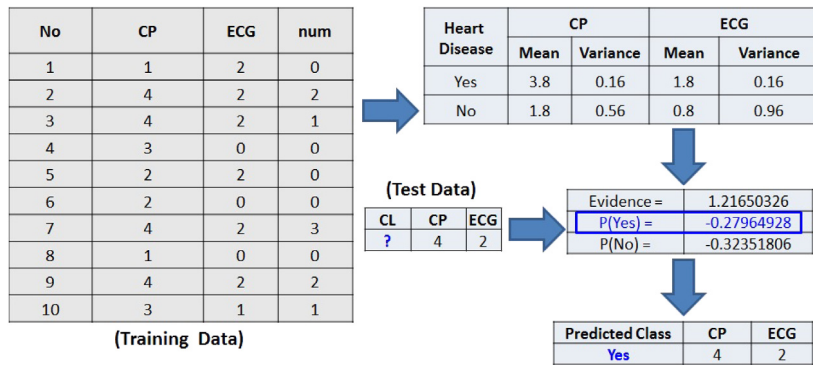 No CP ECG num
1 1 2 0
2 4 2 2
3 4 2 1
4 3 0 0
5 2 2 0
6 2 0 0
7 4 2 3
8 1 0 0
9 4 2 2
10 3 1 1
(Training Data)
Heart Disease CP ECG
Mean Variance Mean Variance
Yes 3.8 0.16 1.8 0.16
No 1.8 0.56 0.8 0.96
(Test Data)
CL CP ECG
? 4 2
Evidence = 1.21650326
P(Yes) = -0.27964928
P(No) = -0.32351806
Predicted Class CP ECG
Yes 4 2